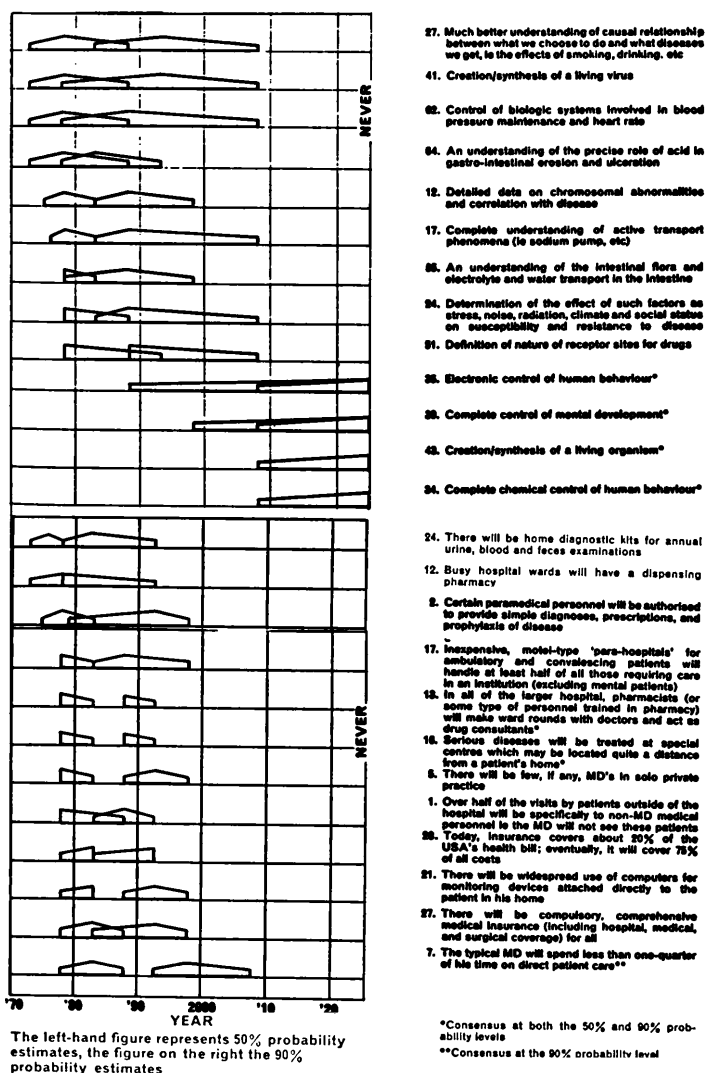 27. Much better understanding of causal relationship
between what we choose to do and what diseases
we get, ie the effects of smoking, drinking. etc
41. Creation/synthesis of a living virus
62. Control of biologic systems involved in blood
pressure maintenance and heart rate
64. An understanding of the precise role of acid in
gastro-intestinal erosion and ulceration
12. Detailed data on chromosomal abnormalities
and correlation with disease
17. Complete understanding of active transport
phenomena (ie sodium pump, etc)
An understanding of the intestinal flora and
electrolyte and water transport in the intestine
Determination of the effect of such factors as
stress, noise, radiation, climate and social status
on susceptibility and resistance to disease
Definition of nature of receptor sites for drugs
Electronic control of human behaviour*
Complete control of mental development*
Creation/synthesis of a living organism*
Complete chemical control of human behaviour*
NEVER
24. There will be home diagnostic kits for annual
urine, blood and feces examinations
12. Busy hospital wards will have a dispensing
pharmacy
2. Certain paramedical personnel will be authorised
to provide simple diagnoses, prescriptions, and
prophylaxis of disease
17. Inexpensive, motel-type 'para-hospitals' for
ambulatory and convalescing patients will
handle at least half of all those requiring care
in an institution (excluding mental patients)
13. In all of the larger hospital, pharmacists (or
some type of personnel trained in pharmacy)
will make ward rounds with doctors and act as
drug consultants*
Serious diseases will be treated at special
centres which may be located quite a distance
from a patient's home*
There will be few, if any, MD's in solo private
practice
1. Over half of the visits by patients outside of the
hospital will be specifically to non-MD medical
personnel ie the MD will not see these patients
Today, insurance covers about 20% of the
USA's health bill; eventually, it will cover 75%
of all costs
21. There will be widespread use of computers for
monitoring devices attached directly to the
patient in his home
27. There will be compulsory, comprehensive
medical insurance (including hospital, medical,
and surgical coverage) for all
7. The typical MD will spend less than one-quarter
of his time on direct patient care**
NEVER
'70 '80 '90 2000 '10 '20
YEAR
The left-hand figure represents 50% probability
estimates, the figure on the right the 90%
probability estimates
*Consensus at both the 50% and 90% prob-
ability levels
**Consensus at the 90% probability level